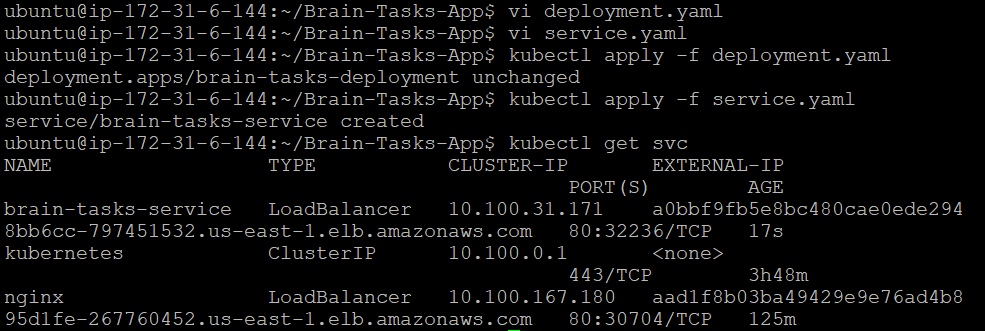 ubuntu@ip-172-31-6-144:~/Brain-Tasks-App$ vi deployment.yaml
ubuntu@ip-172-31-6-144:~/Brain-Tasks-App$ vi service.yaml
ubuntu@ip-172-31-6-144:~/Brain-Tasks-App$ kubectl apply -f deployment.yaml
deployment.apps/brain-tasks-deployment unchanged
ubuntu@ip-172-31-6-144:~/Brain-Tasks-App$ kubectl apply -f service.yaml
service/brain-tasks-service created
ubuntu@ip-172-31-6-144:~/Brain-Tasks-App$ kubectl get svc
NAME                  TYPE           CLUSTER-IP       EXTERNAL-IP
                                               PORT(S)        AGE
brain-tasks-service   LoadBalancer   10.100.31.171    a0bbf9fb5e8bc480cae0ede294
8bb6cc-797451532.us-east-1.elb.amazonaws.com   80:32236/TCP   17s
kubernetes            ClusterIP      10.100.0.1       <none>
                                               443/TCP        3h48m
nginx                 LoadBalancer   10.100.167.180   aad1f8b03ba49429e9e76ad4b8
95d1fe-267760452.us-east-1.elb.amazonaws.com   80:30704/TCP   125m